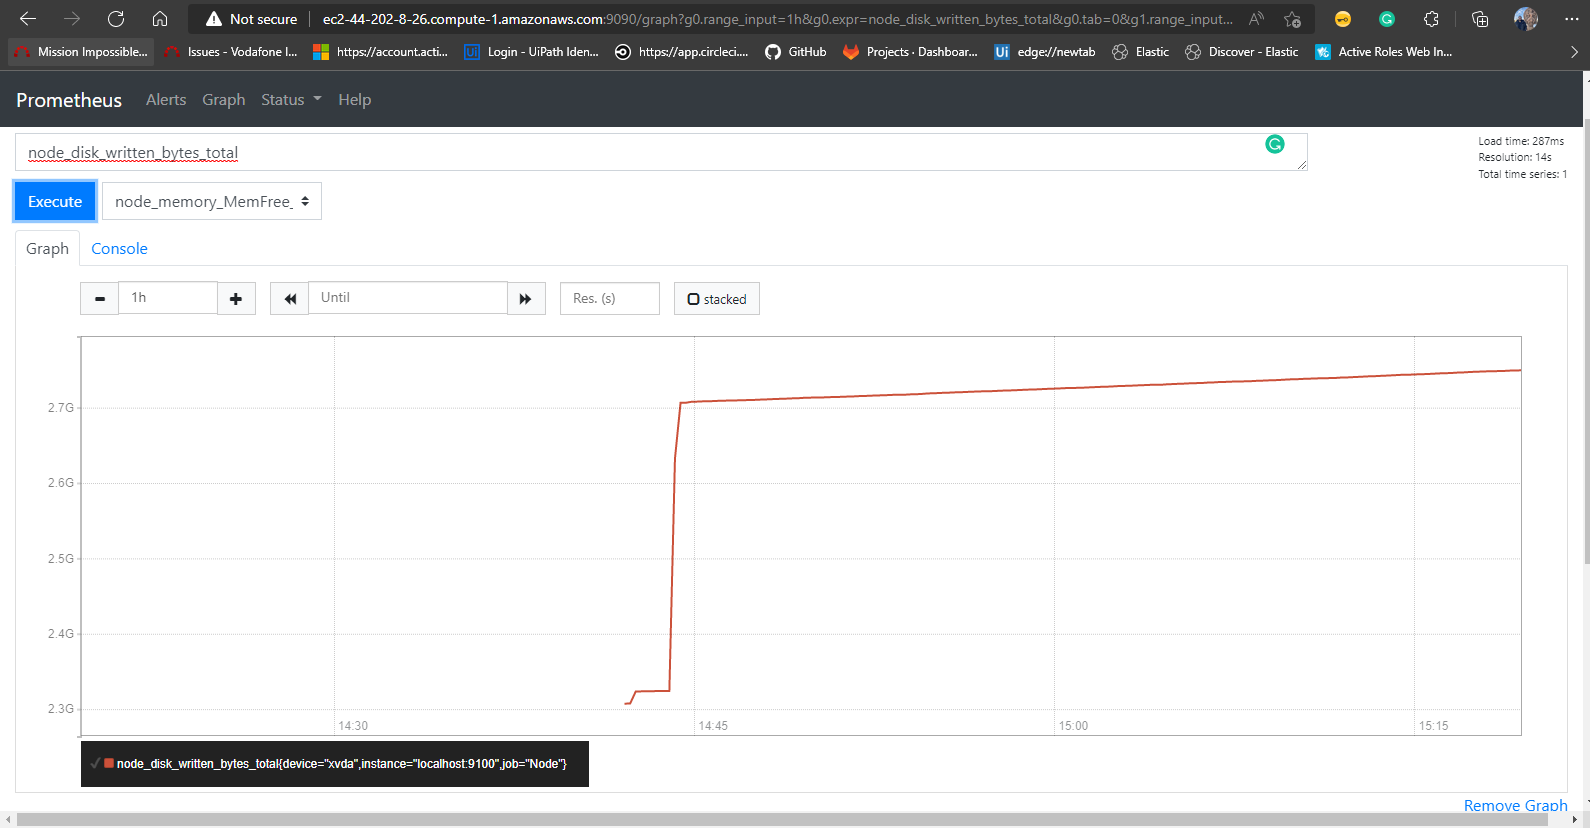 Not secure ec2-44-202-8-26.compute-1.amazonaws.com:9090/graph?g0.range_input=1h&g0.expr=node_disk_written_bytes_total&g0.tab=0&g1.range_input...
Mission Impossible... Issues - Vodafone I... https://account.acti... Login - UiPath Iden... https://app.circleci.... GitHub Projects · Dashboar... edge://newtab Elastic Discover - Elastic Active Roles Web In...
Prometheus Alerts Graph Status Help
node_disk_written_bytes_total
Load time: 287ms
Resolution: 14s
Total time series: 1
Execute node_memory_MemFree_
Graph Console
1h Until Res. (s) stacked
2.7G
2.6G
2.5G
2.4G
2.3G
14:30 14:45 15:00 15:15
node_disk_written_bytes_total{device="xvda",instance="localhost:9100",job="Node"}
Remove Graph